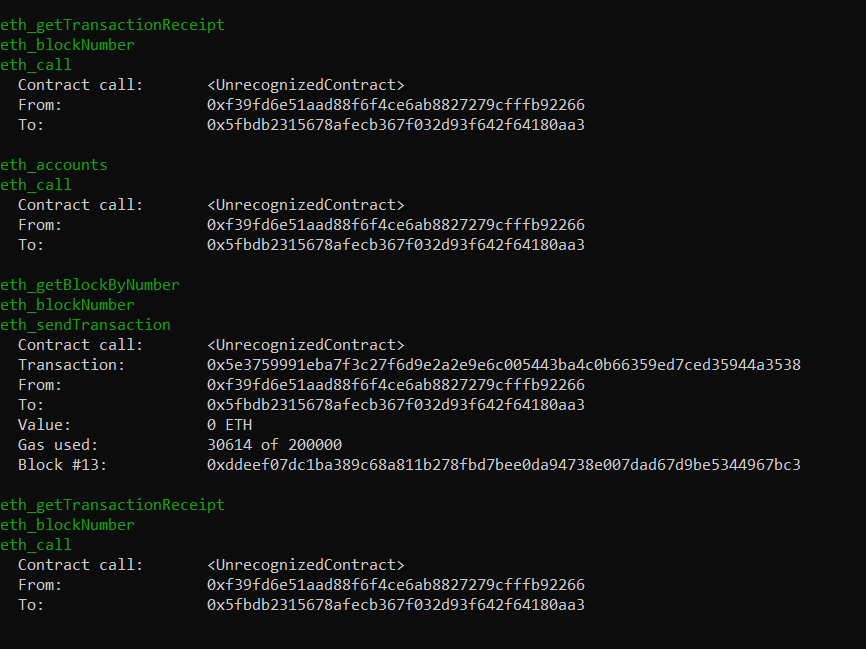 eth_getTransactionReceipt
eth_blockNumber
eth_call
Contract call: <UnrecognizedContract>
From: 0xf39fd6e51aad88f6f4ce6ab8827279cfffb92266
To: 0x5fbdb2315678afecb367f032d93f642f64180aa3
eth_accounts
eth_call
Contract call: <UnrecognizedContract>
From: 0xf39fd6e51aad88f6f4ce6ab8827279cfffb92266
To: 0x5fbdb2315678afecb367f032d93f642f64180aa3
eth_getBlockByNumber
eth_blockNumber
eth_sendTransaction
Contract call: <UnrecognizedContract>
Transaction: 0x5e3759991eba7f3c27f6d9e2a2e9e6c005443ba4c0b66359ed7ced35944a3538
From: 0xf39fd6e51aad88f6f4ce6ab8827279cfffb92266
To: 0x5fbdb2315678afecb367f032d93f642f64180aa3
Value: 0 ETH
Gas used: 30614 of 200000
Block #13: 0xddeef07dc1ba389c68a811b278fbd7bee0da94738e007dad67d9be5344967bc3
eth_getTransactionReceipt
eth_blockNumber
eth_call
Contract call: <UnrecognizedContract>
From: 0xf39fd6e51aad88f6f4ce6ab8827279cfffb92266
To: 0x5fbdb2315678afecb367f032d93f642f64180aa3